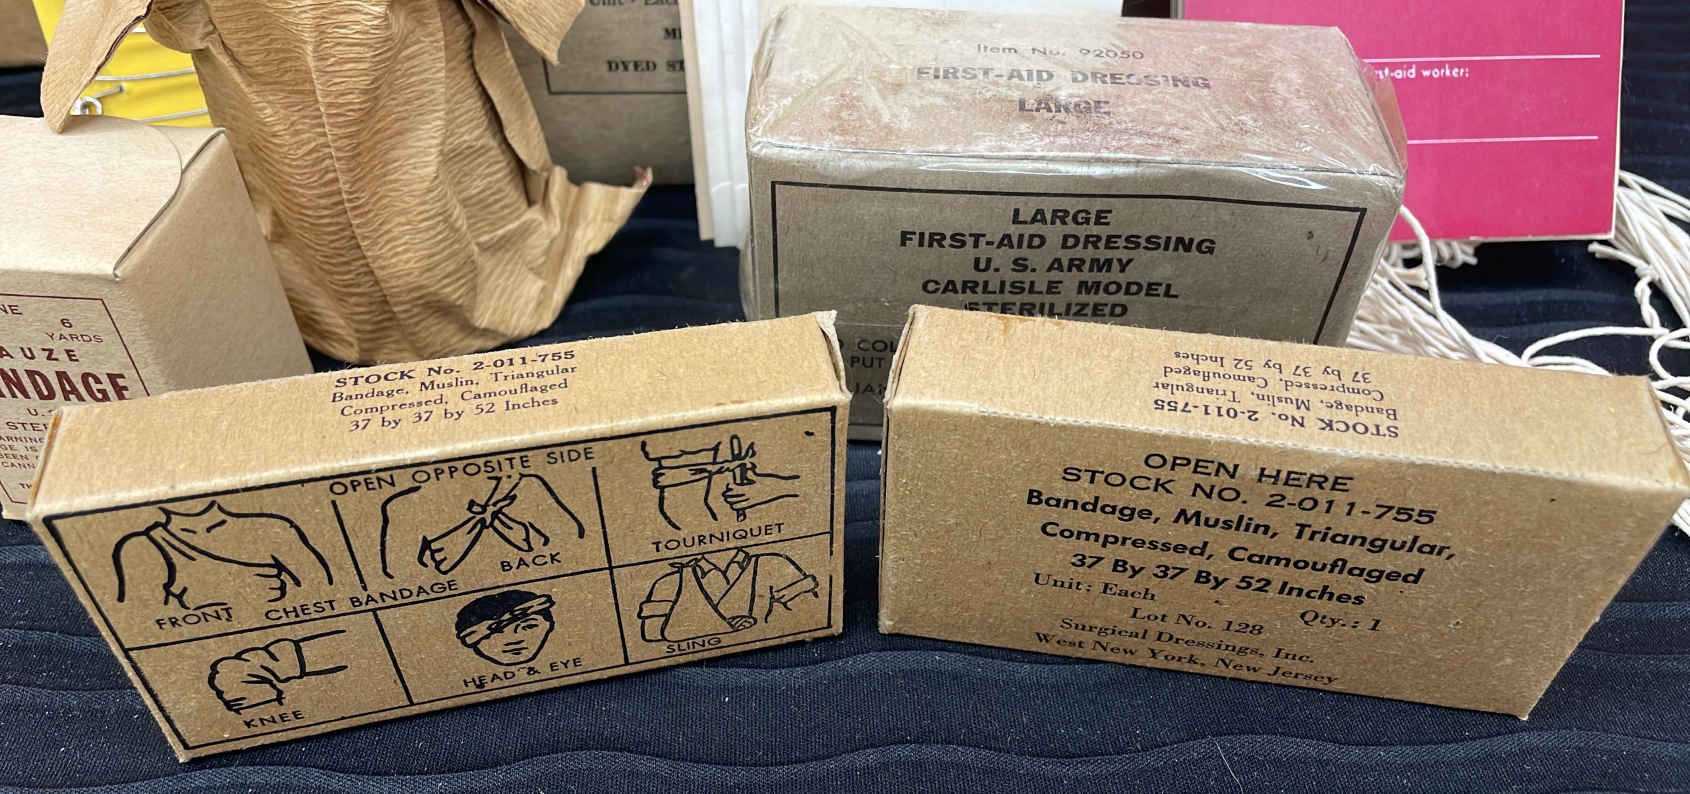 Unit - Each
DYED
Item No. 92050
FIRST-AID DRESSING
LARGE
LARGE
FIRST-AID DRESSING
U. S. ARMY
CARLISLE MODEL
STERILIZED
PUT
first-aid worker:
6
YARDS
STOCK No. 2-011-755
Bandage, Muslin, Triangular
Compressed, Camouflaged
37 by 37 by 52 Inches
OPEN OPPOSITE SIDE
FRONT
CHEST BANDAGE
BACK
TOURNIQUET
KNEE
HEAD & EYE
SLING
STOCK No. 2-011-755
Bandage, Muslin, Triangular
Compressed, Camouflaged
37 by 37 by 52 Inches
OPEN HERE
STOCK NO. 2-011-755
Bandage, Muslin, Triangular,
Compressed, Camouflaged
37 By 37 By 52 Inches
Unit: Each Qty.: 1
Lot No. 128
Surgical Dressings, Inc.
West New York, New Jersey